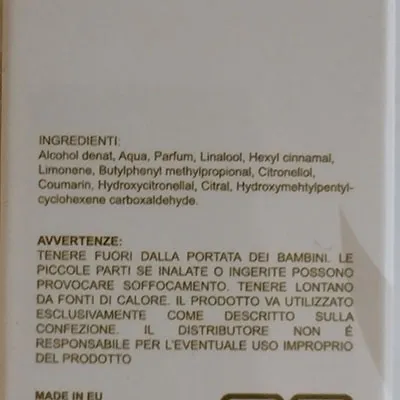 INGREDIENTI:
Alcohol denat, Aqua, Parfum, Linalool, Hexyl cinnamal,
Limonene, Butylphenyl methylpropional, Citronellol,
Coumarin, Hydroxycitronellal, Citral, Hydroxymehtylpentyl-
cyclohexene carboxaldehyde.
AVVERTENZE:
TENERE FUORI DALLA PORTATA DEI BAMBINI. LE
PICCOLE PARTI SE INALATE O INGERITE POSSONO
PROVOCARE SOFFOCAMENTO. TENERE LONTANO
DA FONTI DI CALORE. IL PRODOTTO VA UTILIZZATO
ESCLUSIVAMENTE COME DESCRITTO SULLA
CONFEZIONE. IL DISTRIBUTORE NON É
RESPONSABILE PER L'EVENTUALE USO IMPROPRIO
DEL PRODOTTO
MADE IN EU